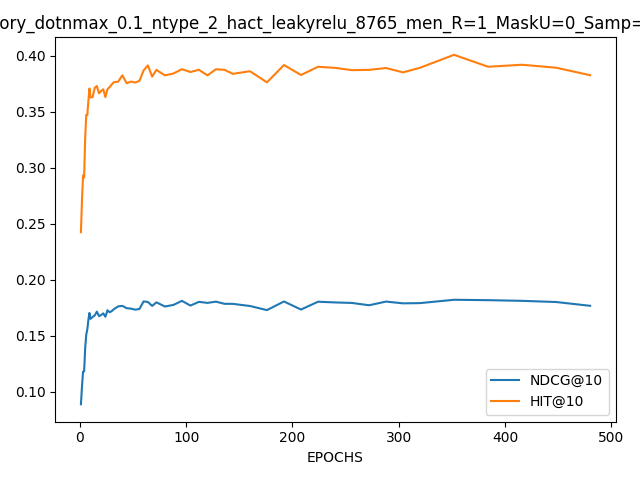 ory_dotnmax_0.1_ntype_2_hact_leakyrelu_8765_men_R=1_MaskU=0_Samp=
0.40
0.35
0.30
0.25
0.20
0.15
0.10
NDCG@10
HIT@10
0 100 200 300 400 500
EPOCHS